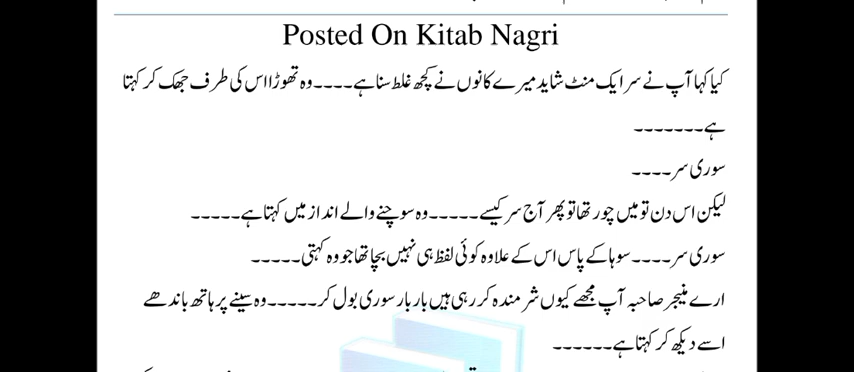 Posted On Kitab Nagri
کیا کہا آپ نے سر ایک منٹ شاید میرے کانوں نے کچھ غلط سنا ہے۔۔۔۔وہ تھوڑا اس کی طرف جھک کر کہتا
ہے۔۔۔۔۔۔۔
سوری سر۔۔۔۔
لیکن اس دن تو میں چور تھا تو پھر آج سر کیسے۔۔۔۔۔وہ سوچنے والے انداز میں کہتا ہے۔۔۔۔۔
سوری سر۔۔۔۔سوہا کے پاس اس کے علاوہ کوئی لفظ ہی نہیں بچا تھا جو وہ کہتی۔۔۔۔۔
ارے منیجر صاحبہ آپ مجھے کیوں شرمندہ کر رہی ہیں بار بار سوری بول کر۔۔۔۔۔وہ سینے پر ہاتھ باندھے
اسے دیکھ کر کہتا ہے۔۔۔۔۔۔